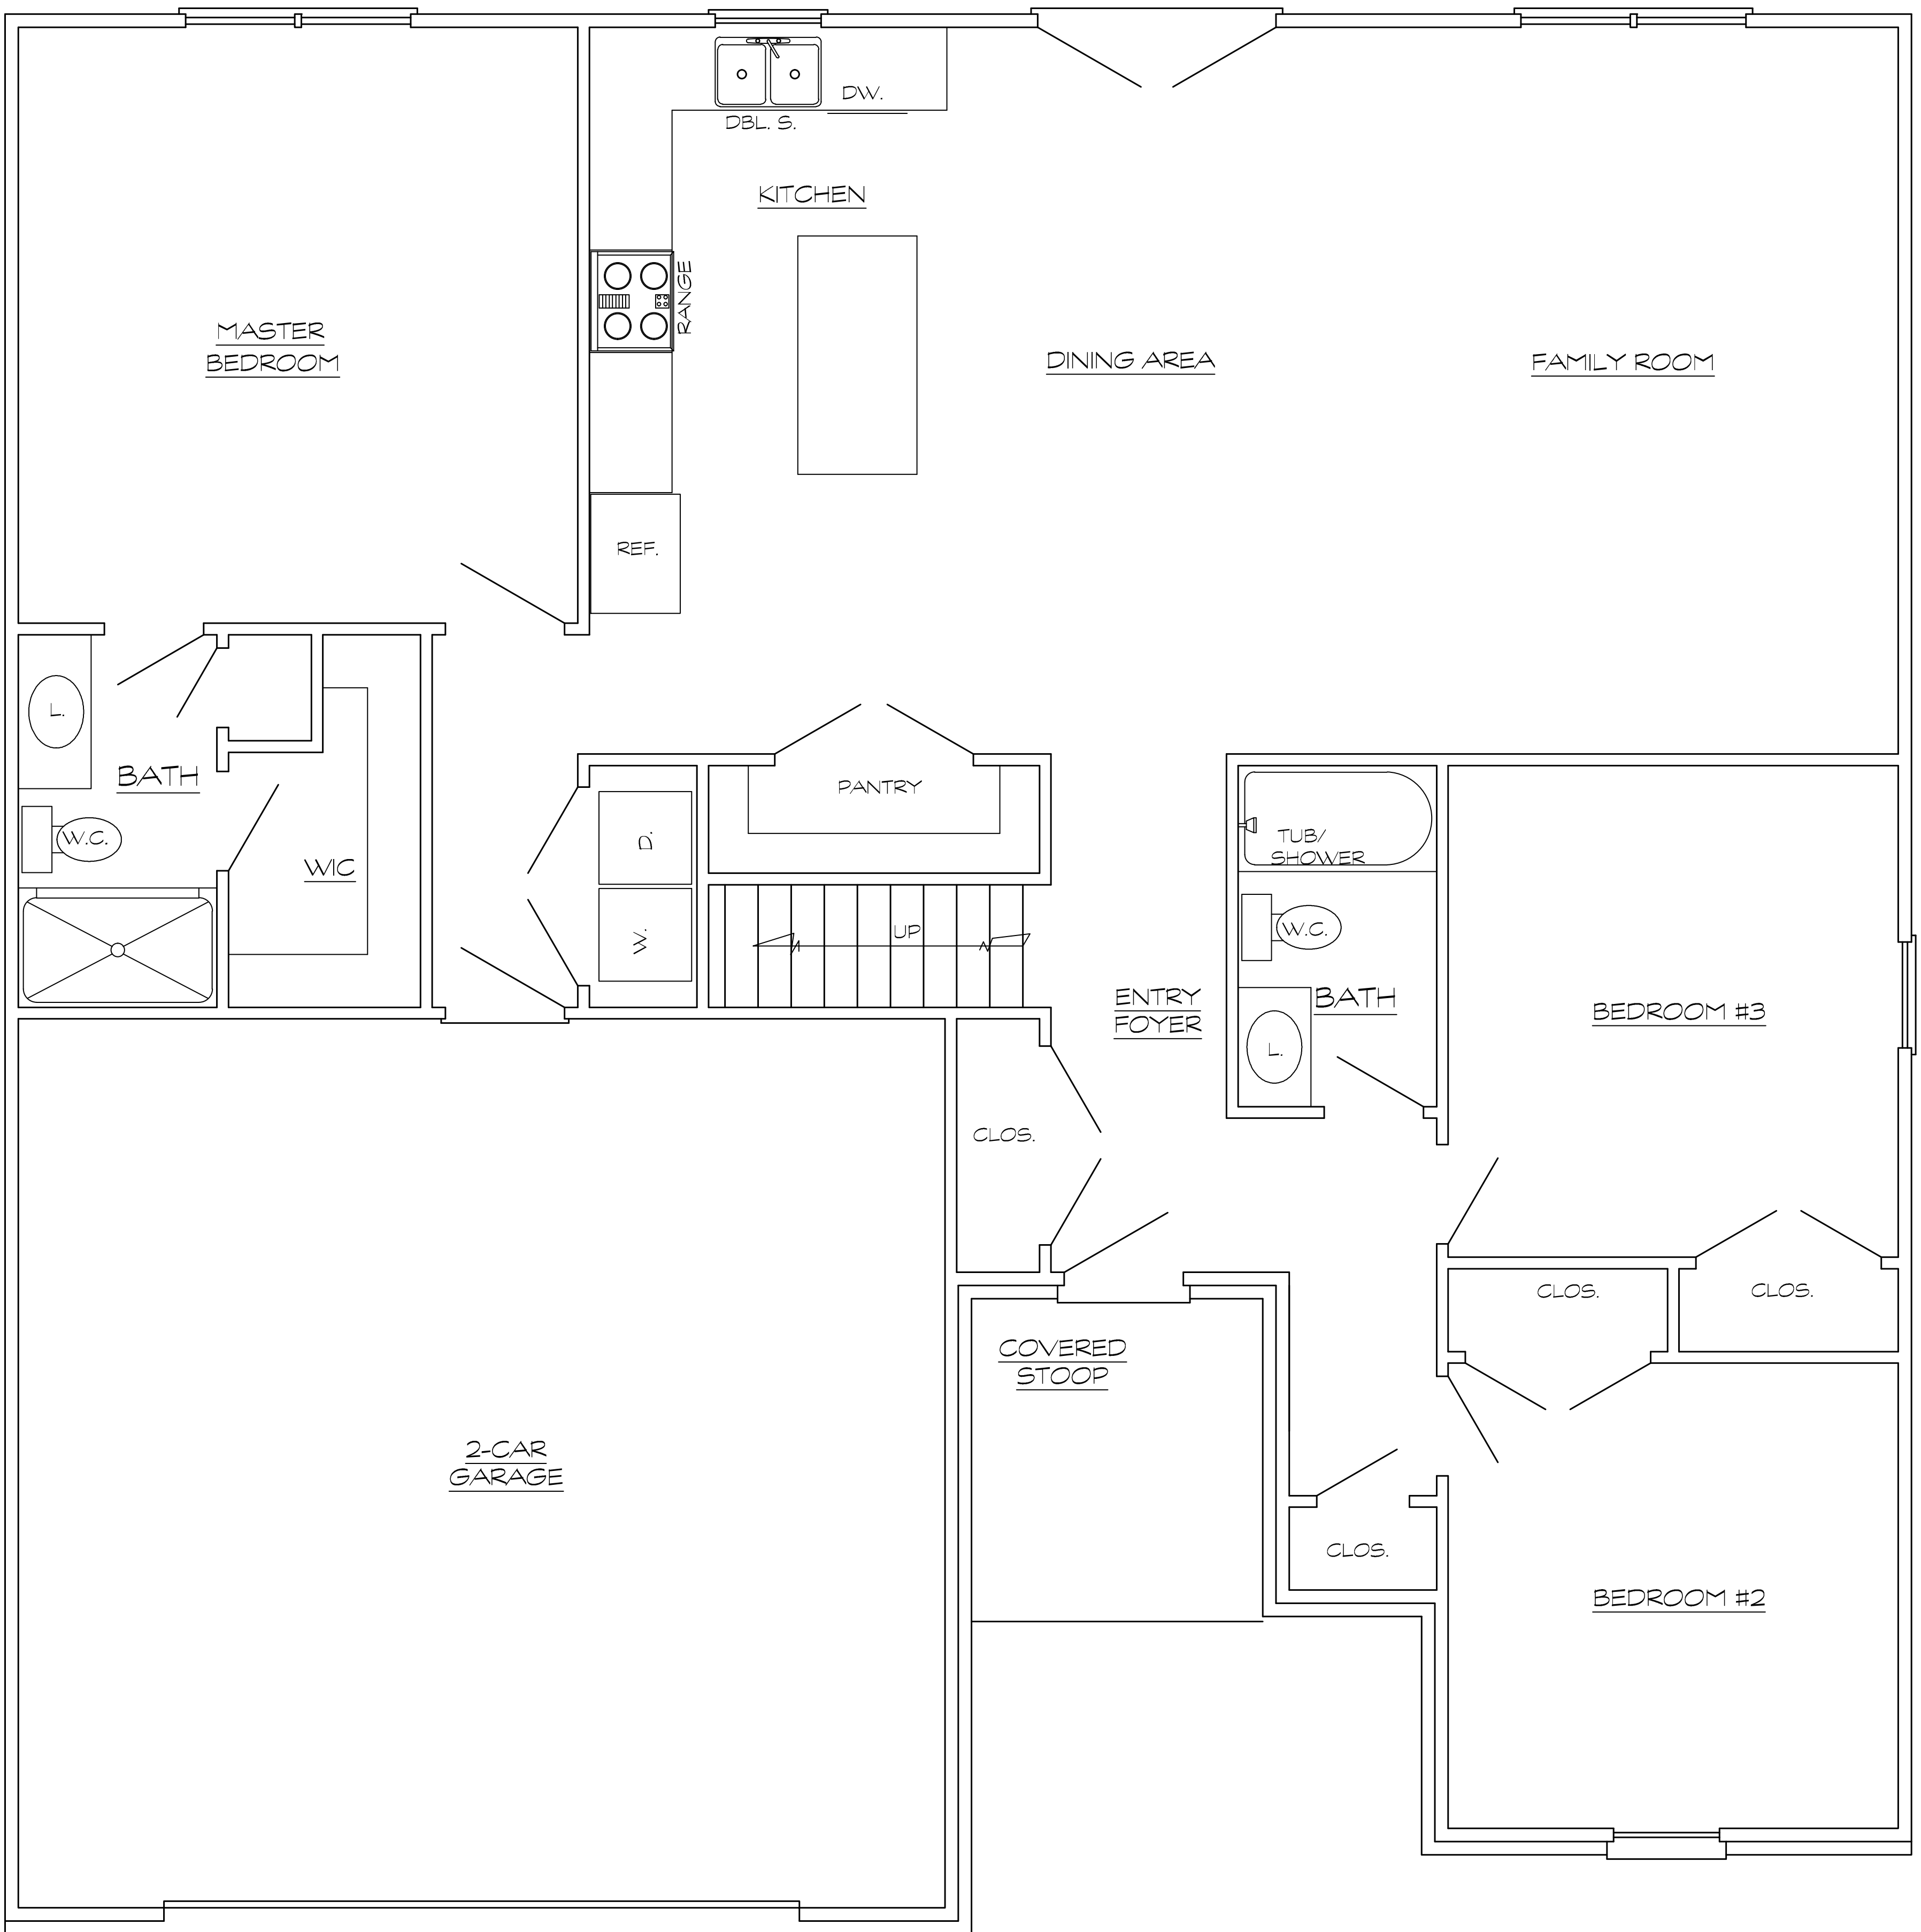 DW.
DBL. S.
KITCHEN
RANGE
MASTER
BEDROOM
DINING AREA
FAMILY ROOM
REF.
L.
BATH
W.C.
WIC
D.
W.
PANTRY
UP
TUB/
SHOWER
W.C.
BATH
L.
ENTRY
FOYER
BEDROOM #3
CLOS.
CLOS.
CLOS.
COVERED
STOOP
2-CAR
GARAGE
CLOS.
BEDROOM #2